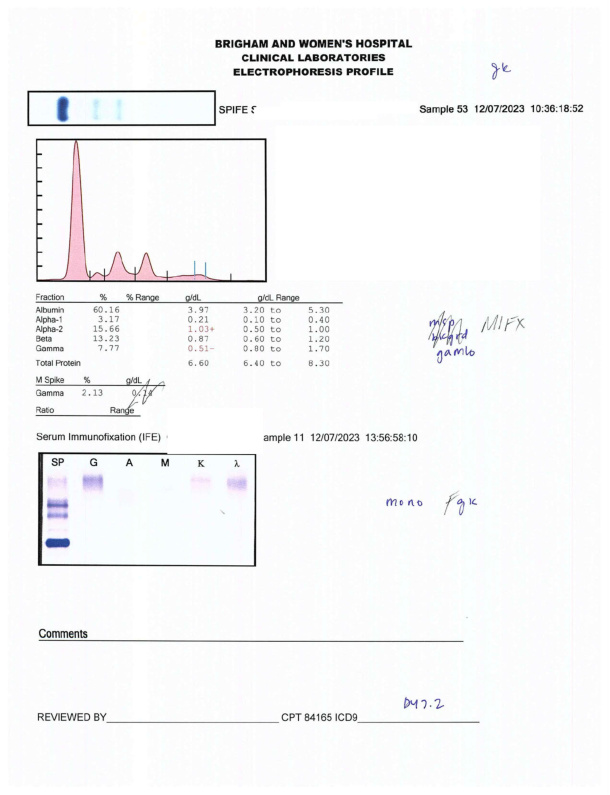 BRIGHAM AND WOMEN'S HOSPITAL
CLINICAL LABORATORIES
ELECTROPHORESIS PROFILE
gk
SPIFE Sample 53 12/07/2023 10:36:18:52
Fraction % % Range g/dL g/dL Range
Albumin 60.16 3.97 3.20 to 5.30
Alpha-1 3.17 0.21 0.10 to 0.40
Alpha-2 15.66 1.03+ 0.50 to 1.00
Beta 13.23 0.87 0.60 to 1.20
Gamma 7.77 0.51- 0.80 to 1.70
Total Protein 6.60 6.40 to 8.30
msp MIFX
bkgrd
gamlo
M Spike % g/dL
Gamma 2.13 0.14
Ratio Range
Serum Immunofixation (IFE) ample 11 12/07/2023 13:56:58:10
SP G A M K λ
mono gk
Comments
D47.2
REVIEWED BY CPT 84165 ICD9